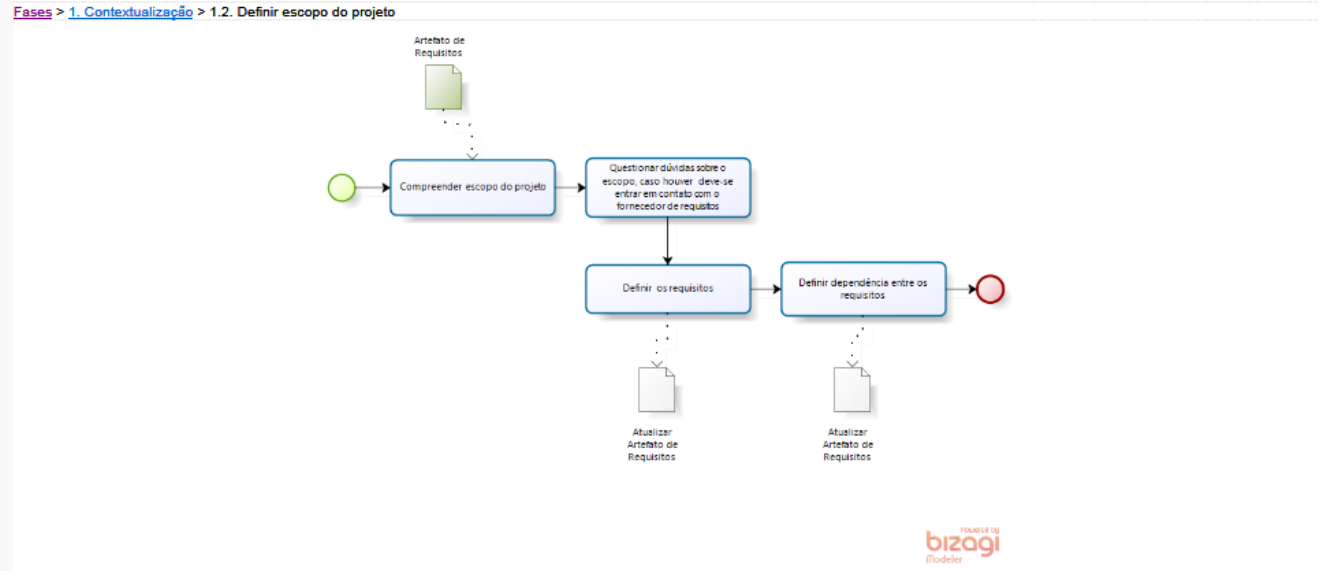 Fases > 1. Contextualização > 1.2. Definir escopo do projeto
Artefato de
Requisitos
Compreender escopo do projeto
Questionar dúvidas sobre o
escopo, caso houver deve-se
entrar em contato com o
fornecedor de requisitos
Definir os requisitos
Definir dependência entre os
requisitos
Atualizar
Artefato de
Requisitos
Atualizar
Artefato de
Requisitos
Powered by
bizagi
Modeler